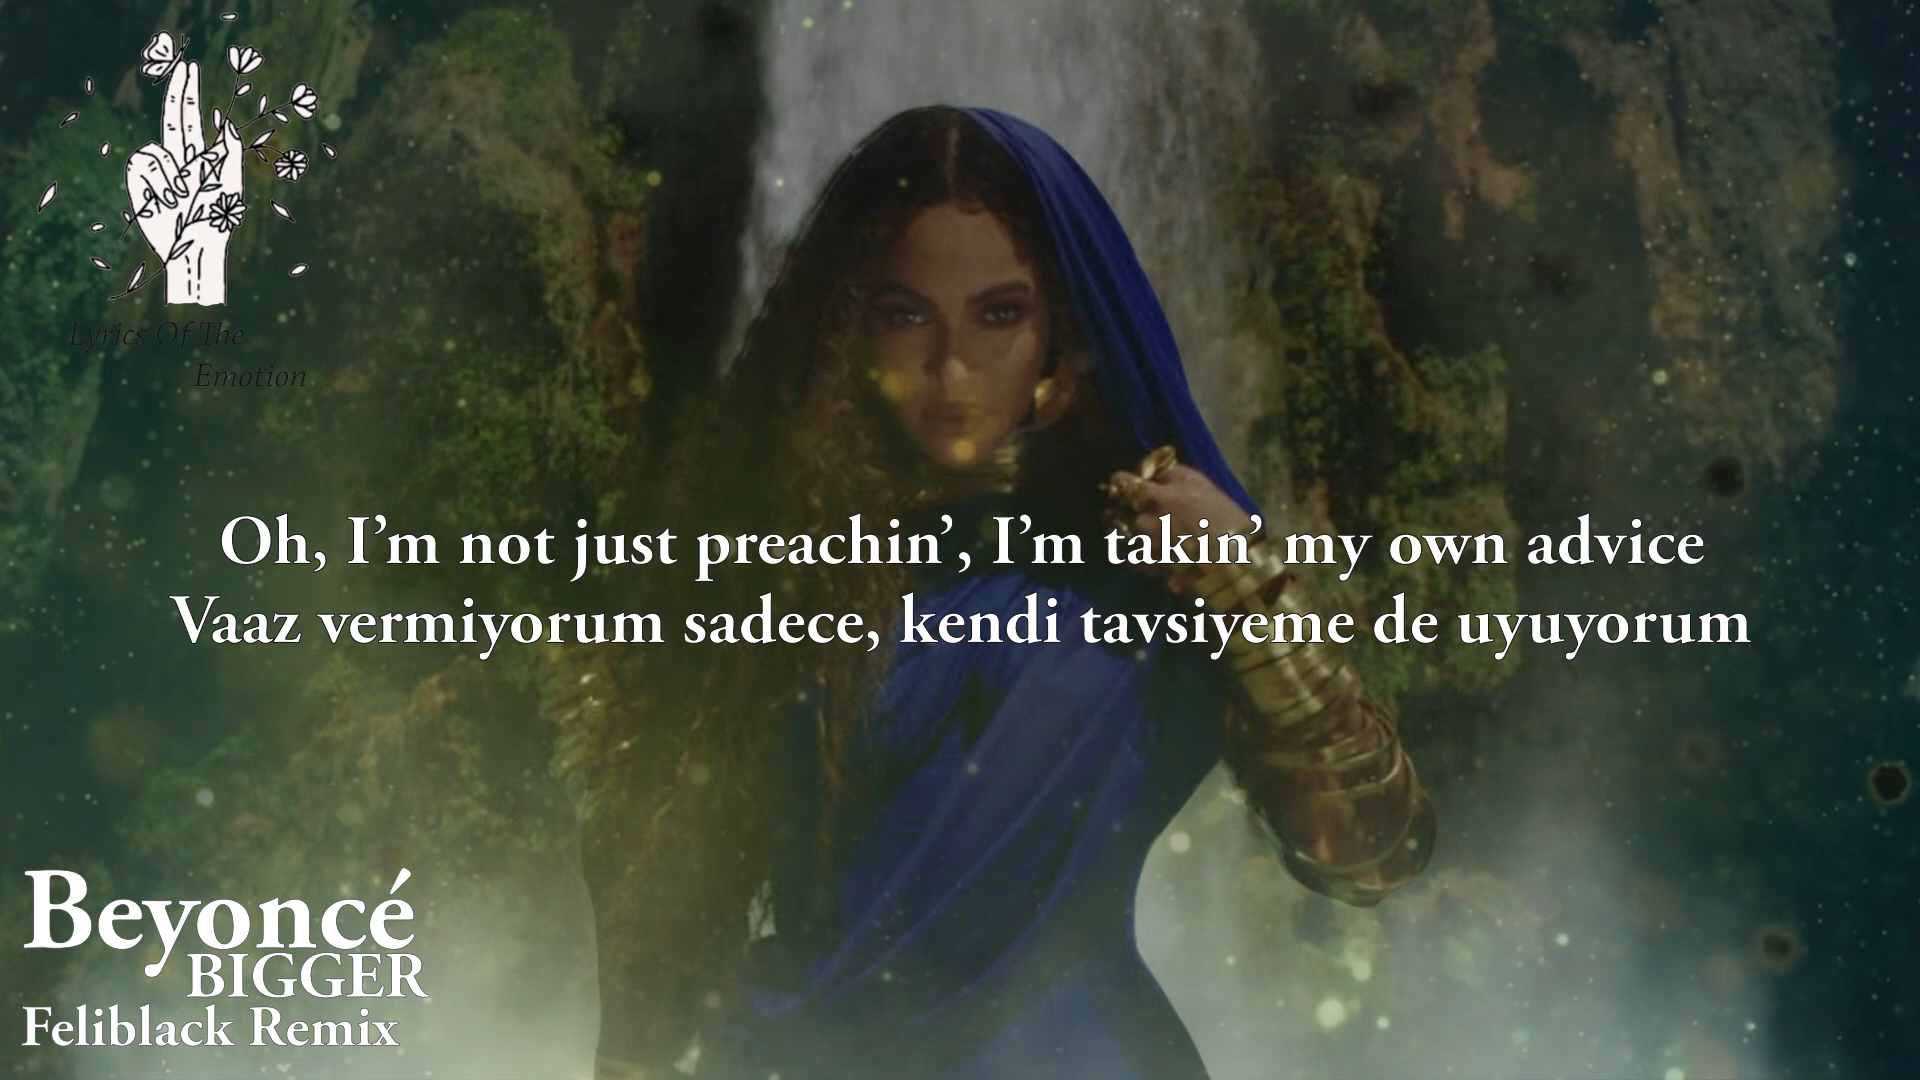 Lyrics Of The
Emotion
Oh, I’m not just preachin’, I’m takin’ my own advice
Vaaz vermiyorum sadece, kendi tavsiyeme de uyuyorum
Beyoncé
BIGGER
Feliblack Remix